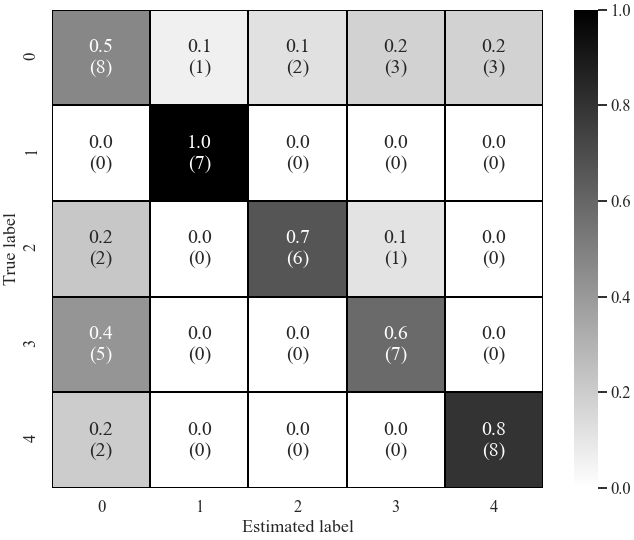 0.5 0.1 0.1 0.2 0.2
(8) (1) (2) (3) (3)
0.0 1.0 0.0 0.0 0.0
(0) (7) (0) (0) (0)
0.2 0.0 0.7 0.1 0.0
(2) (0) (6) (1) (0)
0.4 0.0 0.0 0.6 0.0
(5) (0) (0) (7) (0)
0.2 0.0 0.0 0.0 0.8
(2) (0) (0) (0) (8)
0
1
2
3
4
True label
0 1 2 3 4
Estimated label
1.0
0.8
0.6
0.4
0.2
0.0